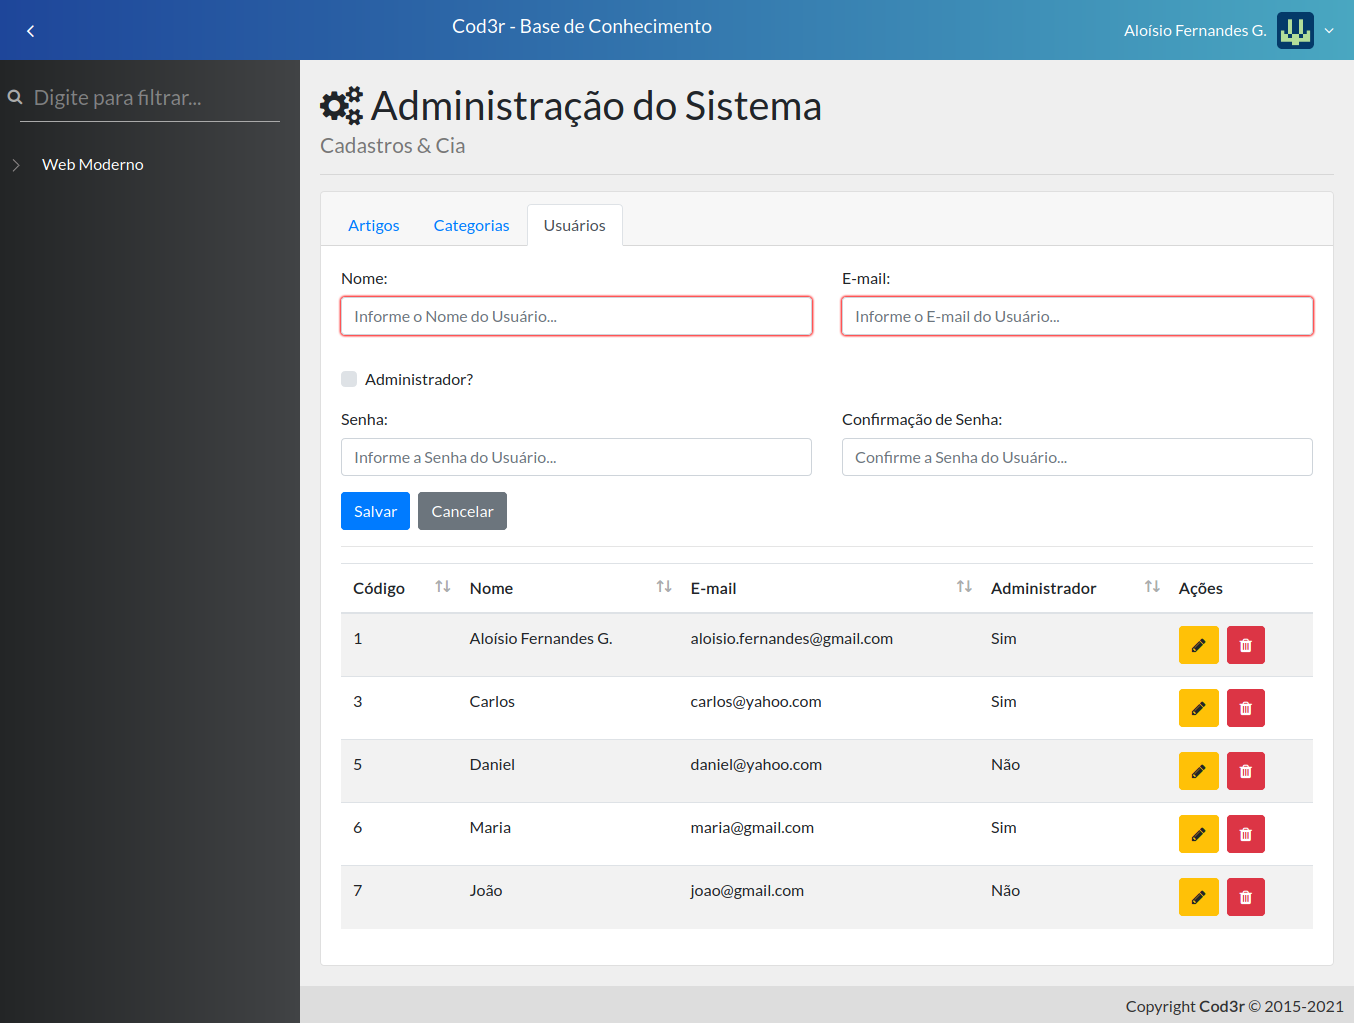 Cod3r - Base de Conhecimento
Aloísio Fernandes G.
Digite para filtrar...
Web Moderno
Administração do Sistema
Cadastros & Cia
Artigos Categorias Usuários
Nome: E-mail:
Informe o Nome do Usuário... Informe o E-mail do Usuário...
Administrador?
Senha: Confirmação de Senha:
Informe a Senha do Usuário... Confirme a Senha do Usuário...
Salvar Cancelar
Código Nome E-mail Administrador Ações
1 Aloísio Fernandes G. aloisio.fernandes@gmail.com Sim
3 Carlos carlos@yahoo.com Sim
5 Daniel daniel@yahoo.com Não
6 Maria maria@gmail.com Sim
7 João joao@gmail.com Não
Copyright Cod3r © 2015-2021